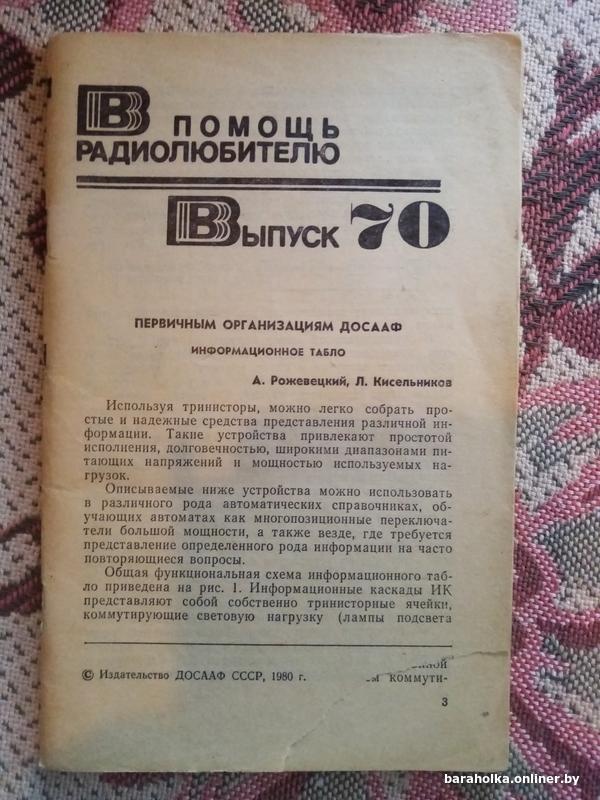 В ПОМОЩЬ
РАДИОЛЮБИТЕЛЮ
ВЫПУСК 70
ПЕРВИЧНЫМ ОРГАНИЗАЦИЯМ ДОСААФ
ИНФОРМАЦИОННОЕ ТАБЛО
А. Рожевецкий, Л. Кисельников
Используя тринисторы, можно легко собрать про-
стые и надежные средства представления различной ин-
формации. Такие устройства привлекают простотой
исполнения, долговечностью, широкими диапазонами пи-
тающих напряжений и мощностью используемых на-
грузок.
Описываемые ниже устройства можно использовать
в различного рода автоматических справочниках, об-
учающих автоматах как многопозиционные переключа-
тели большой мощности, а также везде, где требуется
представление определенного рода информации на часто
повторяющиеся вопросы.
Общая функциональная схема информационного таб-
ло приведена на рис. 1. Информационные каскады ИК
представляют собой собственно тринисторные ячейки,
коммутирующие световую нагрузку (лампы подсвета
© Издательство ДОСААФ СССР, 1980 г.
коммути-
3
baraholka.onliner.by